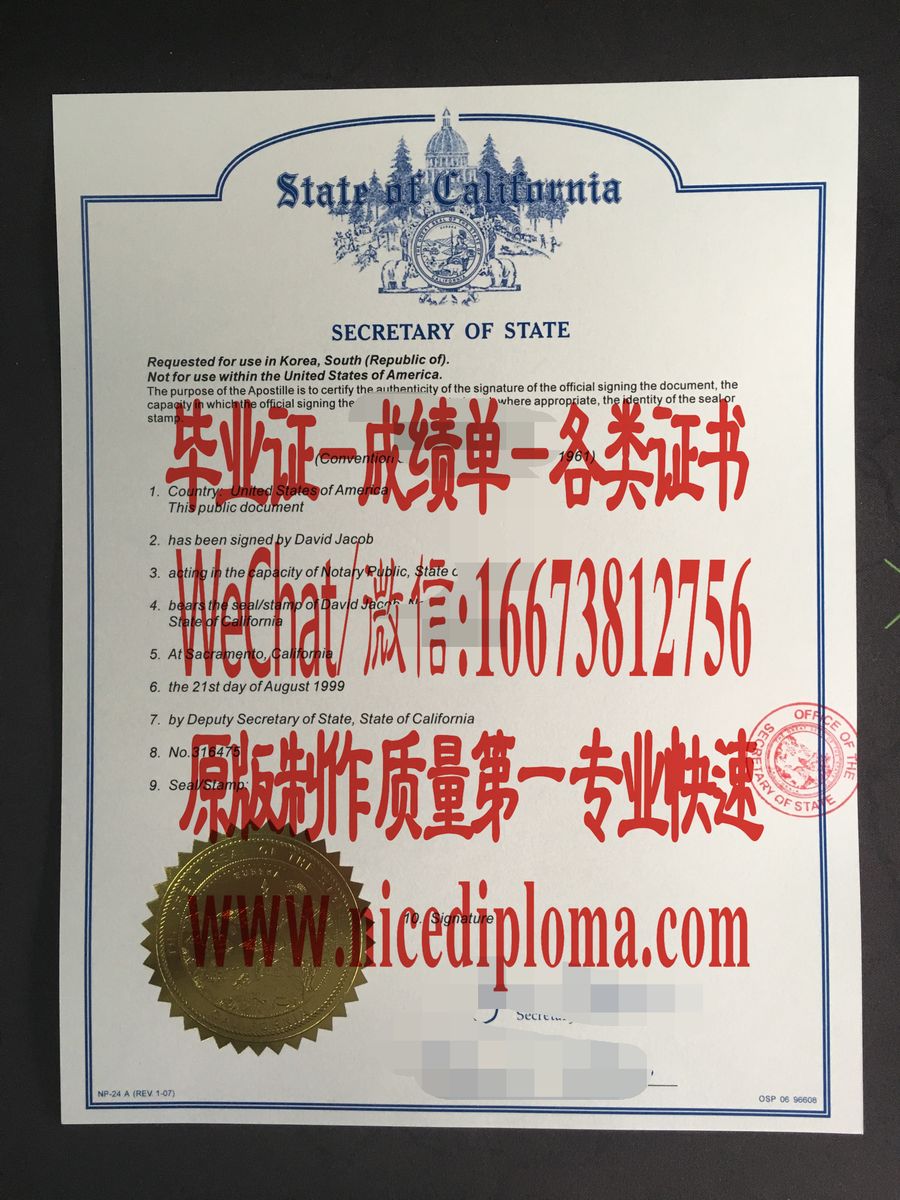 State of California
SECRETARY OF STATE
Requested for use in Korea, South (Republic of).
Not for use within the United States of America.
The purpose of the Apostille is to certify the authenticity of the signature of the official signing the document, the
capacity in which the official signing the where appropriate, the identity of the seal or
stamp.
毕业证一成绩单一各类证书
(Convention 1961)
1. Country: United States of America
This public document
2. has been signed by David Jacob
3. acting in the capacity of Notary Public, State
WeChat/微信:16673812756
4. bears the seal/stamp of David Jacob,
State of California
5. At Sacramento, California
6. the 21st day of August 1999
7. by Deputy Secretary of State, State of California
OFFICE OF THE
SECRETARY OF STATE
8. No.316475
原版制作质量第一专业快速
9. Seal/Stamp:
10. Signature
www.nicediploma.com
NP-24 A (REV 1-07)
OSP 06 96608